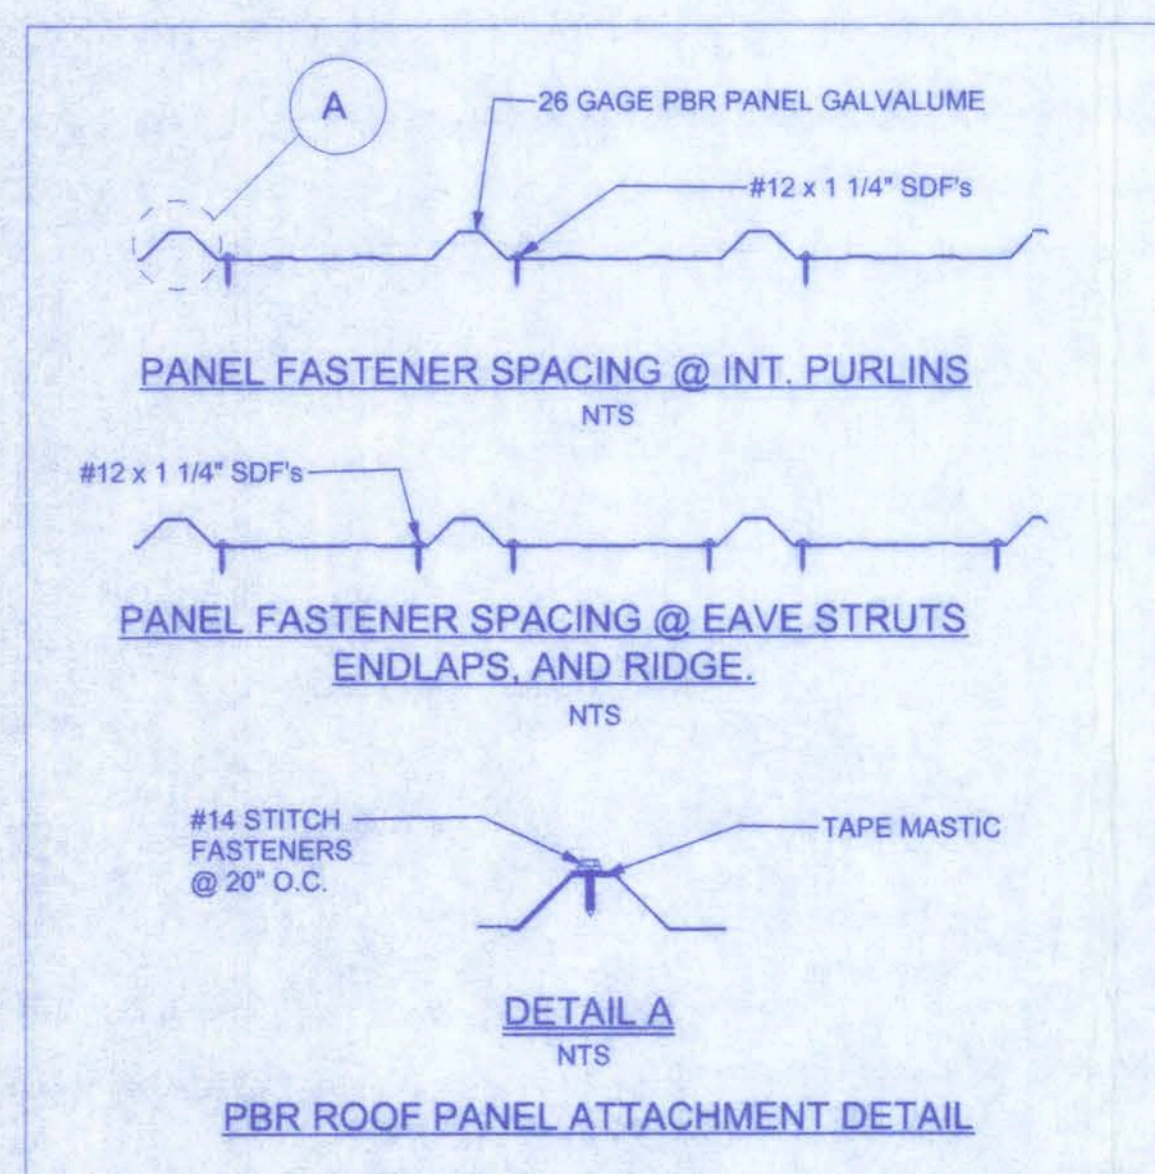 A
26 GAGE PBR PANEL GALVALUME
#12 x 1 1/4" SDF's
PANEL FASTENER SPACING @ INT. PURLINS
NTS
#12 x 1 1/4" SDF's
PANEL FASTENER SPACING @ EAVE STRUTS
ENDLAPS, AND RIDGE.
NTS
#14 STITCH
FASTENERS
@ 20" O.C.
TAPE MASTIC
DETAIL A
NTS
PBR ROOF PANEL ATTACHMENT DETAIL